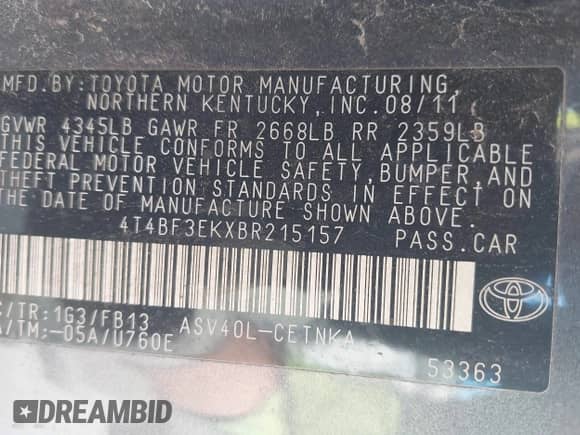 MFD.BY:TOYOTA MOTOR MANUFACTURING,
NORTHERN KENTUCKY,INC.08/11
GVWR 4345LB GAWR FR 2668LB RR 2359LB
THIS VEHICLE CONFORMS TO ALL APPLICABLE
FEDERAL MOTOR VEHICLE SAFETY,BUMPER,AND
THEFT PREVENTION STANDARDS IN EFFECT ON
THE DATE OF MANUFACTURE SHOWN ABOVE.
4T4BF3EKXBR215157 PASS.CAR
C/TR:1G3/FB13 ASV40L-CETNKA
A/TM:-05A/U760E
53363
DREAMBID